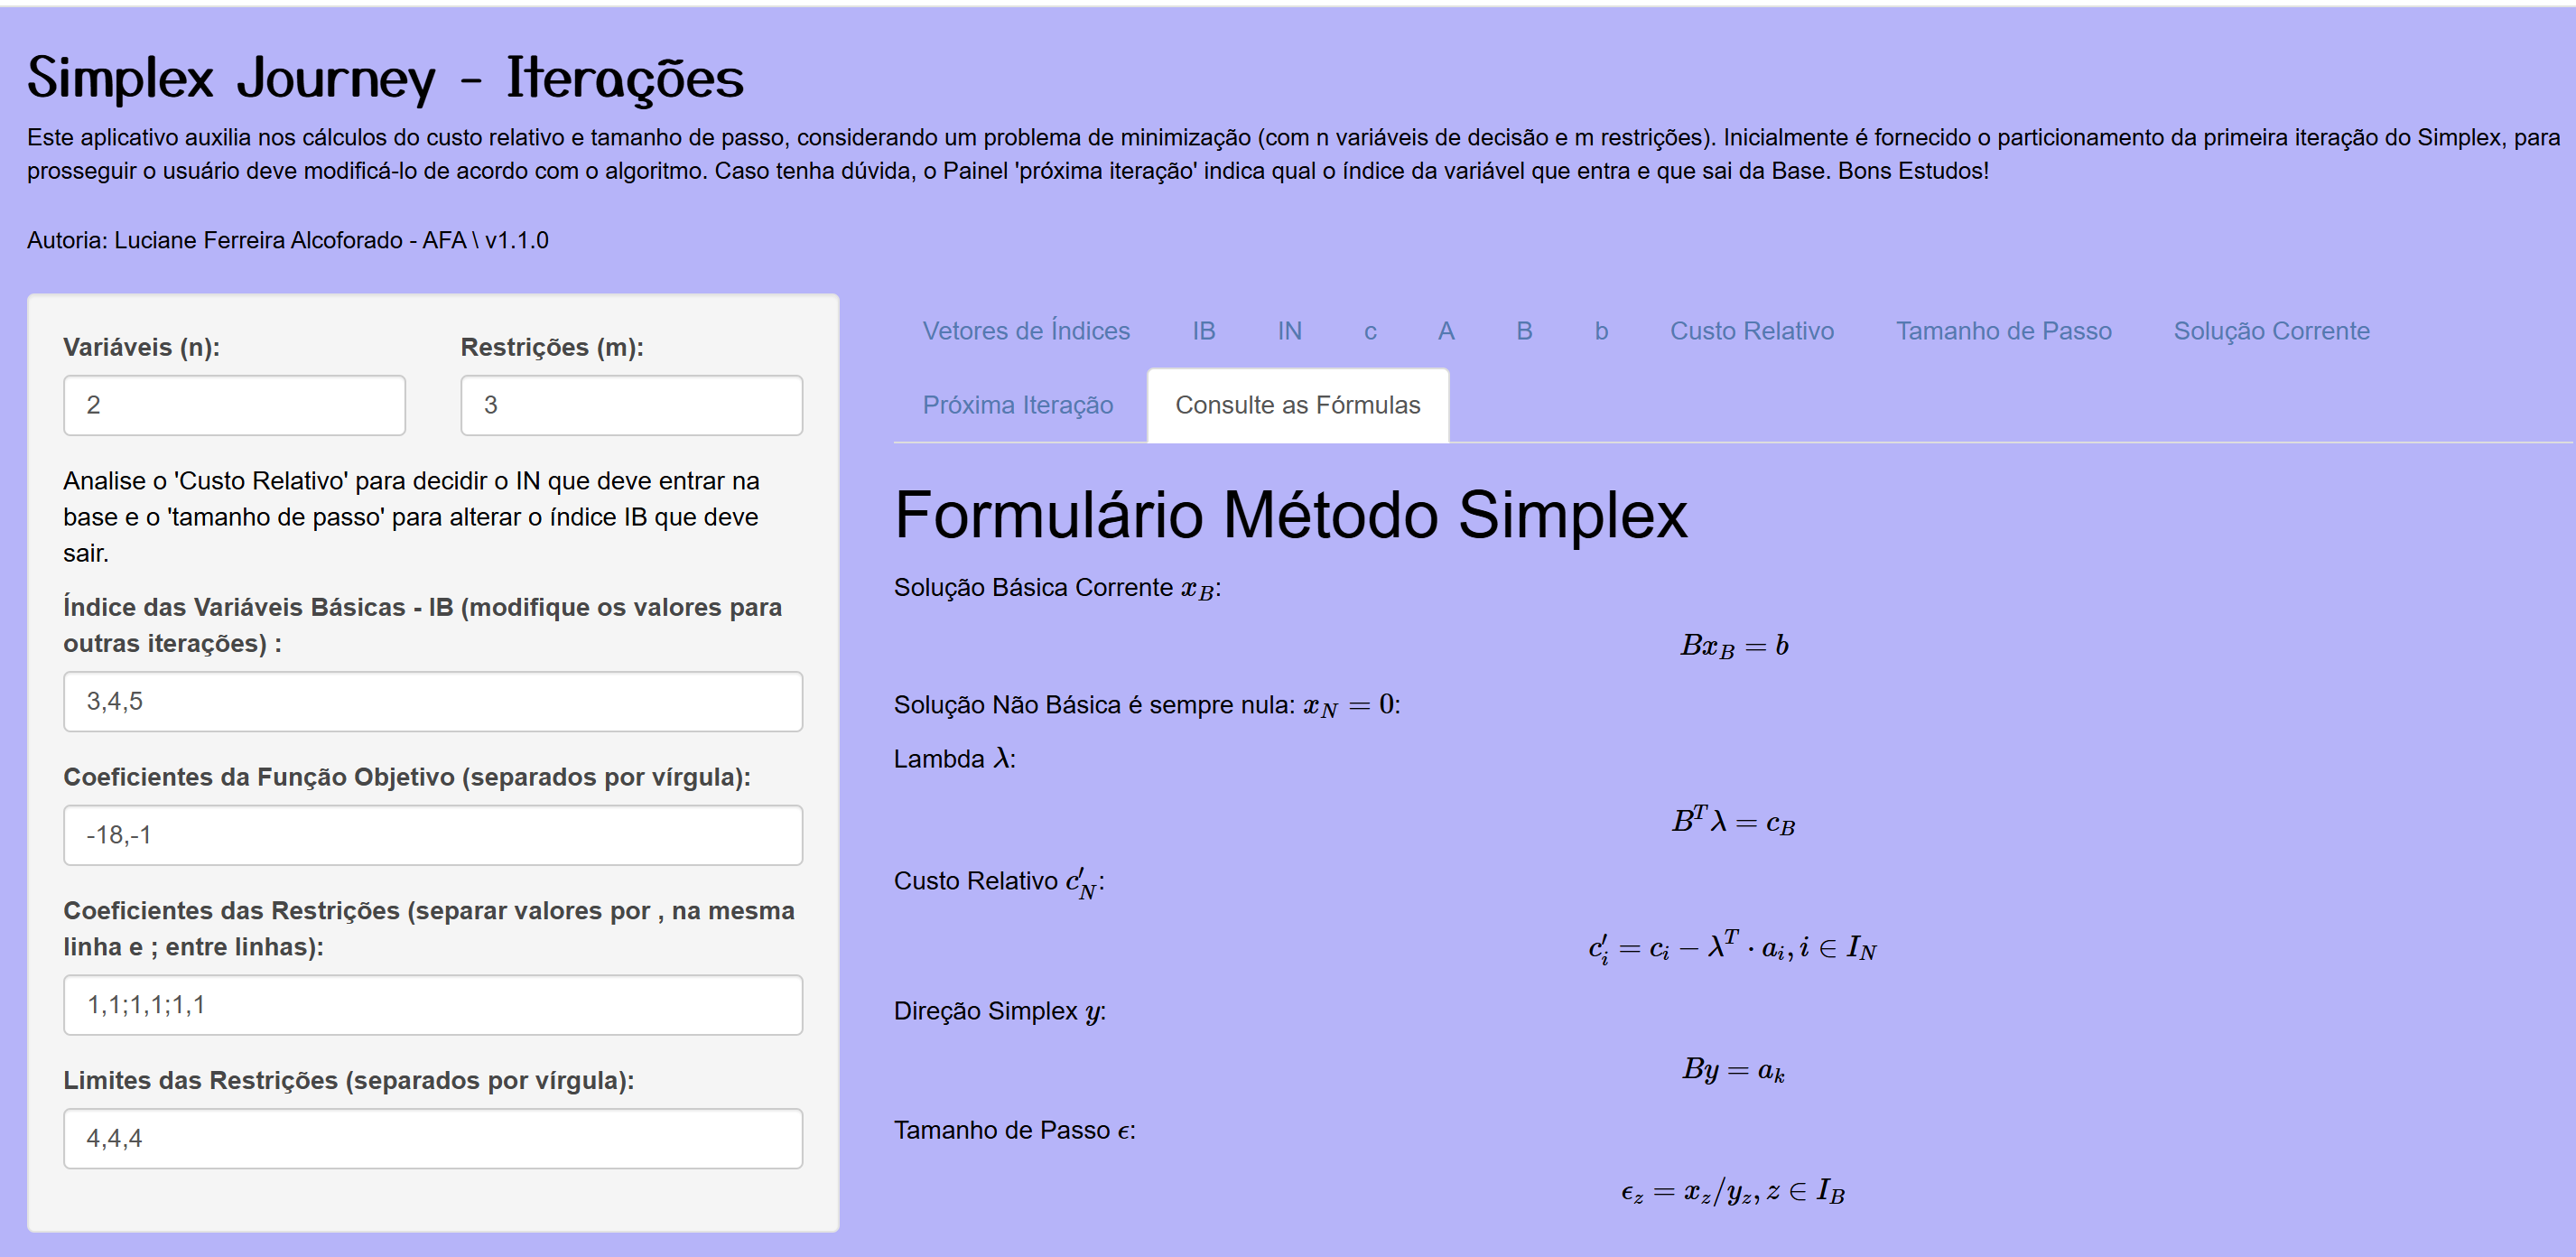 Simplex Journey - Iterações
Este aplicativo auxilia nos cálculos do custo relativo e tamanho de passo, considerando um problema de minimização (com n variáveis de decisão e m restrições). Inicialmente é fornecido o particionamento da primeira iteração do Simplex, para
prosseguir o usuário deve modificá-lo de acordo com o algoritmo. Caso tenha dúvida, o Painel 'próxima iteração' indica qual o índice da variável que entra e que sai da Base. Bons Estudos!
Autoria: Luciane Ferreira Alcoforado - AFA \ v1.1.0
Variáveis (n): Restrições (m):
2 3
Analise o 'Custo Relativo' para decidir o IN que deve entrar na
base e o 'tamanho de passo' para alterar o índice IB que deve
sair.
Índice das Variáveis Básicas - IB (modifique os valores para
outras iterações) :
3,4,5
Coeficientes da Função Objetivo (separados por vírgula):
-18,-1
Coeficientes das Restrições (separar valores por , na mesma
linha e ; entre linhas):
1,1;1,1;1,1
Limites das Restrições (separados por vírgula):
4,4,4
Vetores de Índices IB IN c A B b Custo Relativo Tamanho de Passo Solução Corrente
Próxima Iteração Consulte as Fórmulas
Formulário Método Simplex
Solução Básica Corrente x_B:
Bx_B = b
Solução Não Básica é sempre nula: x_N = 0:
Lambda λ:
B^T λ = c_B
Custo Relativo c'_N:
c'_i = c_i − λ^T · a_i, i ∈ I_N
Direção Simplex y:
By = a_k
Tamanho de Passo ϵ:
ϵ_z = x_z/y_z, z ∈ I_B